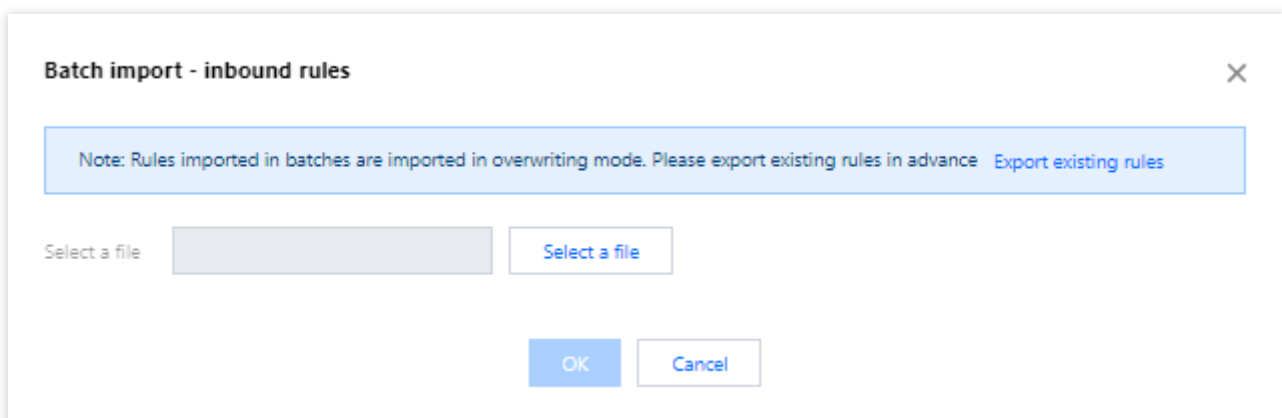 Batch import - inbound rules
Note: Rules imported in batches are imported in overwriting mode. Please export existing rules in advance Export existing rules
Select a file Select a file
OK Cancel